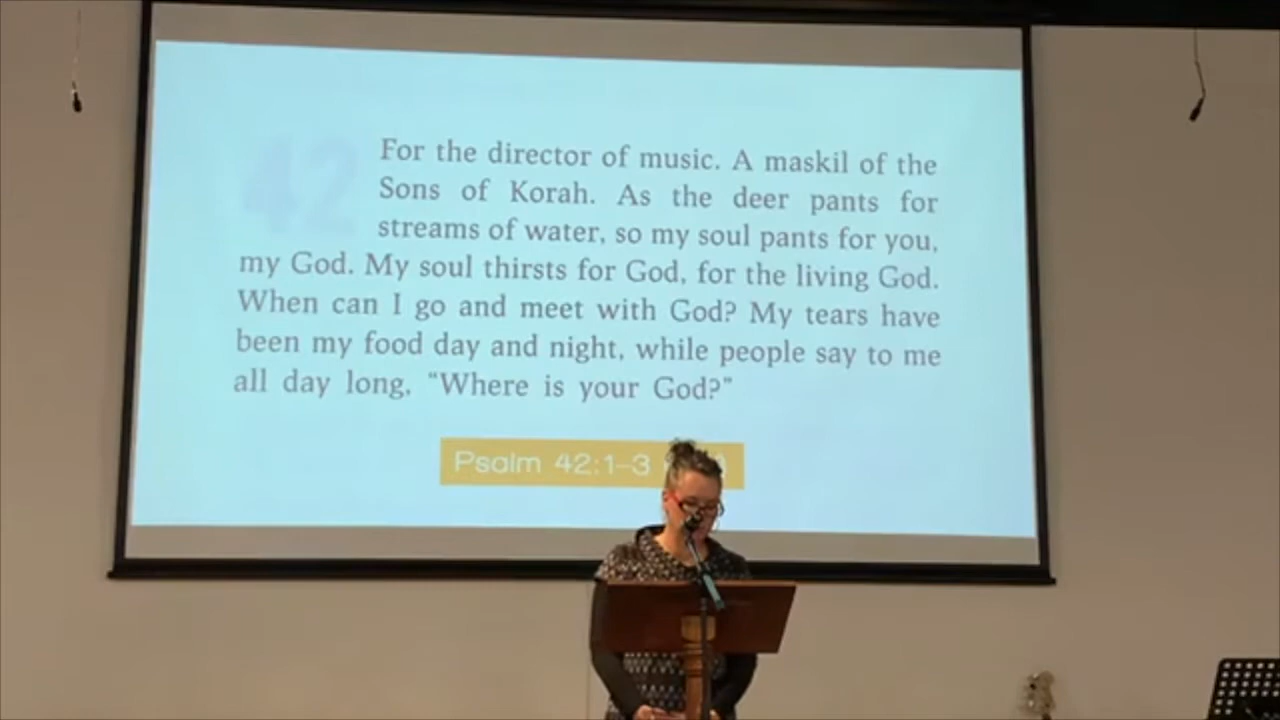 42
For the director of music. A maskil of the
Sons of Korah. As the deer pants for
streams of water, so my soul pants for you,
my God. My soul thirsts for God, for the living God.
When can I go and meet with God? My tears have
been my food day and night, while people say to me
all day long, “Where is your God?”
Psalm 42:1–3